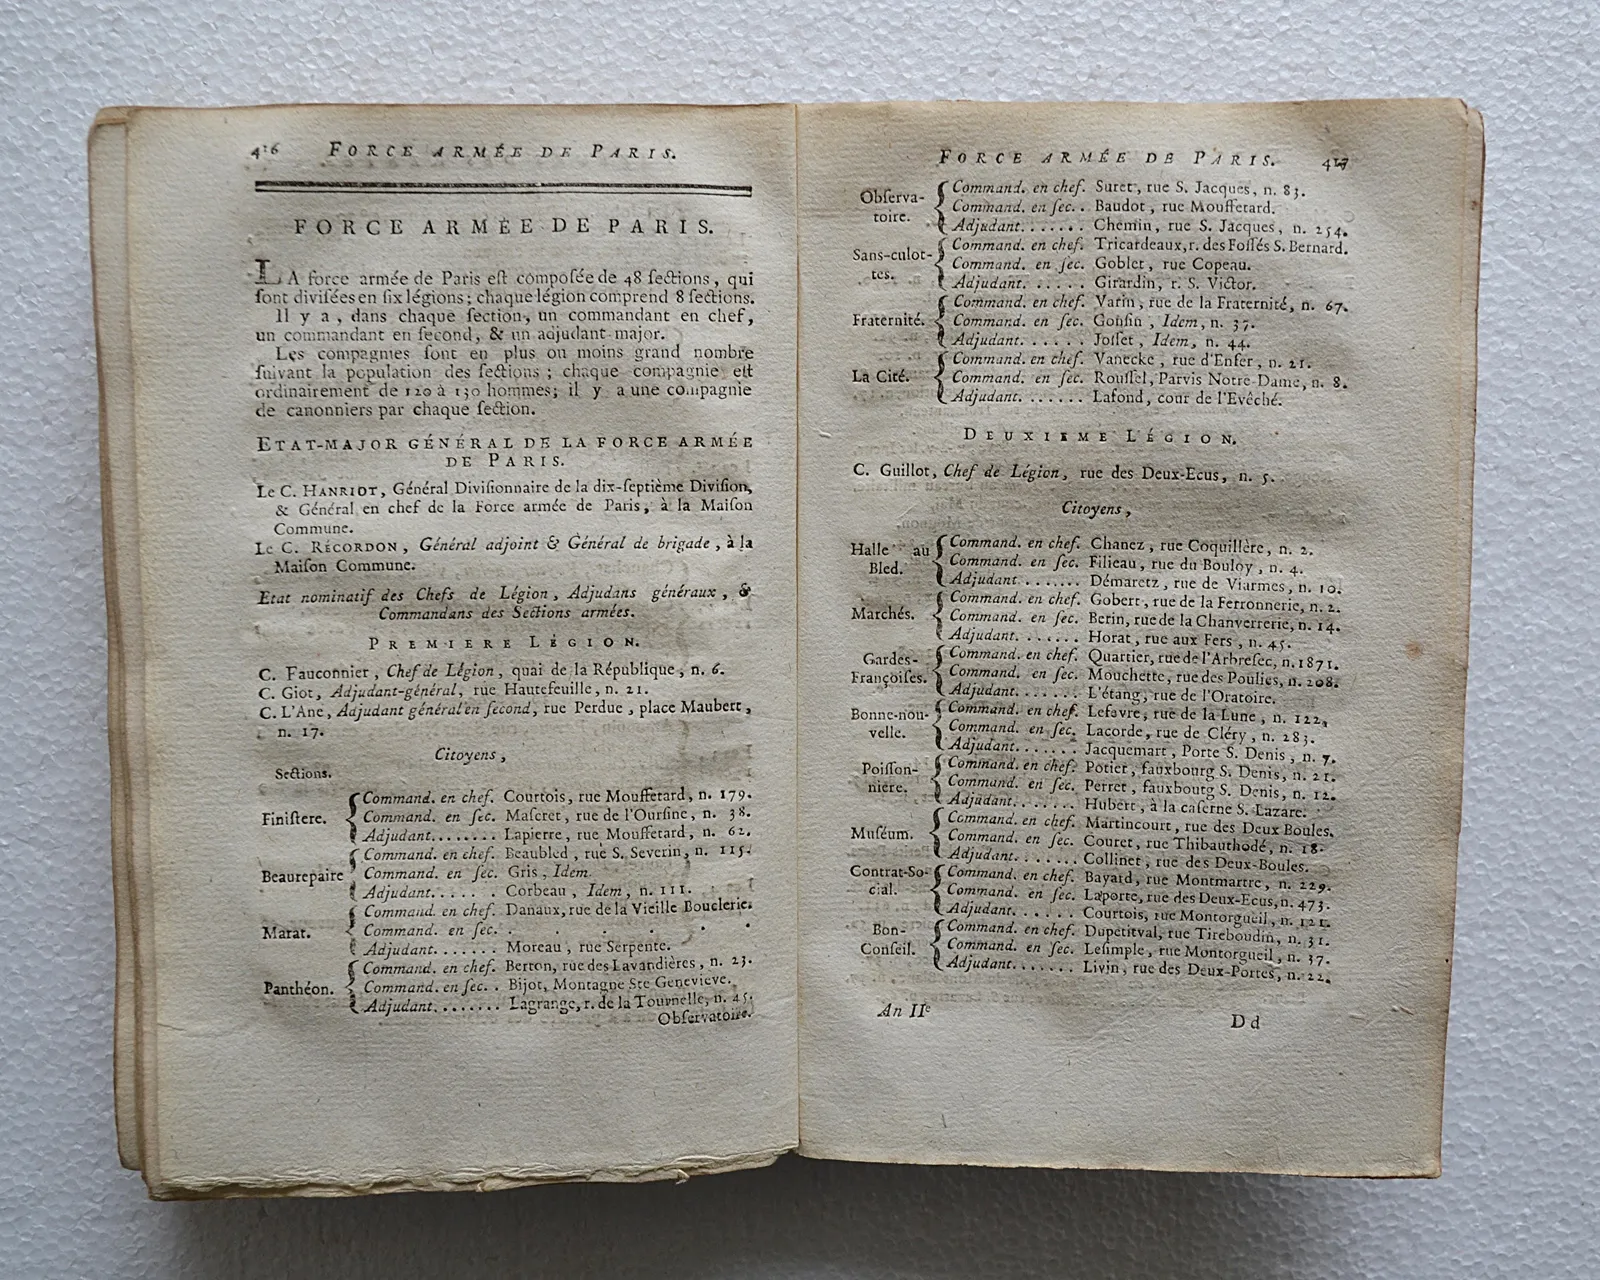 416 FORCE ARMÉE DE PARIS.
FORCE ARMÉE DE PARIS.
LA force armée de Paris eſt compoſée de 48 ſections, qui
ſont diviſées en ſix légions; chaque légion comprend 8 ſections.
Il y a, dans chaque ſection, un commandant en chef,
un commandant en ſecond, & un adjudant-major.
Les compagnies ſont en plus ou moins grand nombre
ſuivant la population des ſections; chaque compagnie eſt
ordinairement de 120 à 130 hommes; il y a une compagnie
de canonniers par chaque ſection.
ETAT-MAJOR GÉNÉRAL DE LA FORCE ARMÉE
DE PARIS.
Le C. HANRIOT, Général Diviſionnaire de la dix-ſeptième Diviſion,
& Général en chef de la Force armée de Paris, à la Maiſon
Commune.
Le C. RÉCORDON, Général adjoint & Général de brigade, à la
Maiſon Commune.
Etat nominatif des Chefs de Légion, Adjudans généraux, &
Commandans des Sections armées.
PREMIERE LÉGION.
C. Fauconnier, Chef de Légion, quai de la République, n. 6.
C. Giot, Adjudant-général, rue Hautefeuille, n. 21.
C. L'Ane, Adjudant général en ſecond, rue Perdue, place Maubert,
n. 17.
Citoyens,
Sections.
Command. en chef. Courtois, rue Mouffetard, n. 179.
Finiſtere. Command. en ſec. Maſeret, rue de l'Ourſine, n. 38.
Adjudant........ Lapierre, rue Mouffetard, n. 62.
Command. en chef. Beaubled, rue S. Severin, n. 115.
Beaurepaire Command. en ſec. Gris, Idem.
Adjudant...... Corbeau, Idem, n. 111.
Command. en chef. Danaux, rue de la Vieille Bouclerie.
Marat. Command. en ſec. . . . . .
Adjudant....... Moreau, rue Serpente.
Command. en chef. Berton, rue des Lavandières, n. 23.
Panthéon. Command. en ſec. . Bijot, Montagne Ste Genevieve.
Adjudant........ Lagrange, r. de la Tournelle, n. 45.
Obſervatoire.
FORCE ARMÉE DE PARIS. 417
Command. en chef. Suret, rue S. Jacques, n. 83.
Obſerva- Command. en ſec. . Baudot, rue Mouffetard.
toire. Adjudant....... Chemin, rue S. Jacques, n. 254.
Command. en chef. Tricardeaux, r. des Foſſés S. Bernard.
Sans-culot- Command. en ſec. Goblet, rue Copeau.
tes. Adjudant...... Girardin, r. S. Victor.
Command. en chef. Varin, rue de la Fraternité, n. 67.
Fraternité. Command. en ſec. Gonſin, Idem, n. 37.
Adjudant...... Joſſet, Idem, n. 44.
Command. en chef. Vanecke, rue d'Enfer, n. 21.
La Cité. Command. en ſec. Rouſſel, Parvis Notre-Dame, n. 8.
Adjudant....... Lafond, cour de l'Evêché.
DEUXIEME LÉGION.
C. Guillot, Chef de Légion, rue des Deux-Ecus, n. 5.
Citoyens,
Command. en chef. Chanez, rue Coquillère, n. 2.
Halle au Command. en ſec. Filieau, rue du Bouloy, n. 4.
Bled. Adjudant....... Démaretz, rue de Viarmes, n. 10.
Command. en chef. Gobert, rue de la Ferronnerie, n. 2.
Marchés. Command. en ſec. Berin, rue de la Chanverrerie, n. 14.
Adjudant....... Horat, rue aux Fers, n. 45.
Command. en chef. Quartier, rue de l'Arbreſec, n. 1871.
Gardes- Command. en ſec. Mouchette, rue des Poulies, n. 208.
Françoiſes. Adjudant....... L'étang, rue de l'Oratoire.
Command. en chef. Lefavre, rue de la Lune, n. 122,
Bonne-nou- Command. en ſec. Lacorde, rue de Cléry, n. 283.
velle. Adjudant....... Jacquemart, Porte S. Denis, n. 7.
Command. en chef. Potier, fauxbourg S. Denis, n. 21.
Poiſſon- Command. en ſec. Perret, fauxbourg S. Denis, n. 12.
niere. Adjudant....... Hubert, à la caſerne S. Lazare.
Command. en chef. Martincourt, rue des Deux Boules.
Muſéum. Command. en ſec. Couret, rue Thibauthodé, n. 18.
Adjudant....... Collinet, rue des Deux-Boules.
Command. en chef. Bayard, rue Montmartre, n. 229.
Contrat-So- Command. en ſec. Laporte, rue des Deux-Ecus, n. 473.
cial. Adjudant...... Courtois, rue Montorgueil, n. 121.
Command. en chef. Dupetitval, rue Tireboudin, n. 31.
Bon- Command. en ſec. Leſimple, rue Montorgueil, n. 37.
Conſeil. Adjudant....... Livin, rue des Deux-Portes, n. 22.
An IIe Dd